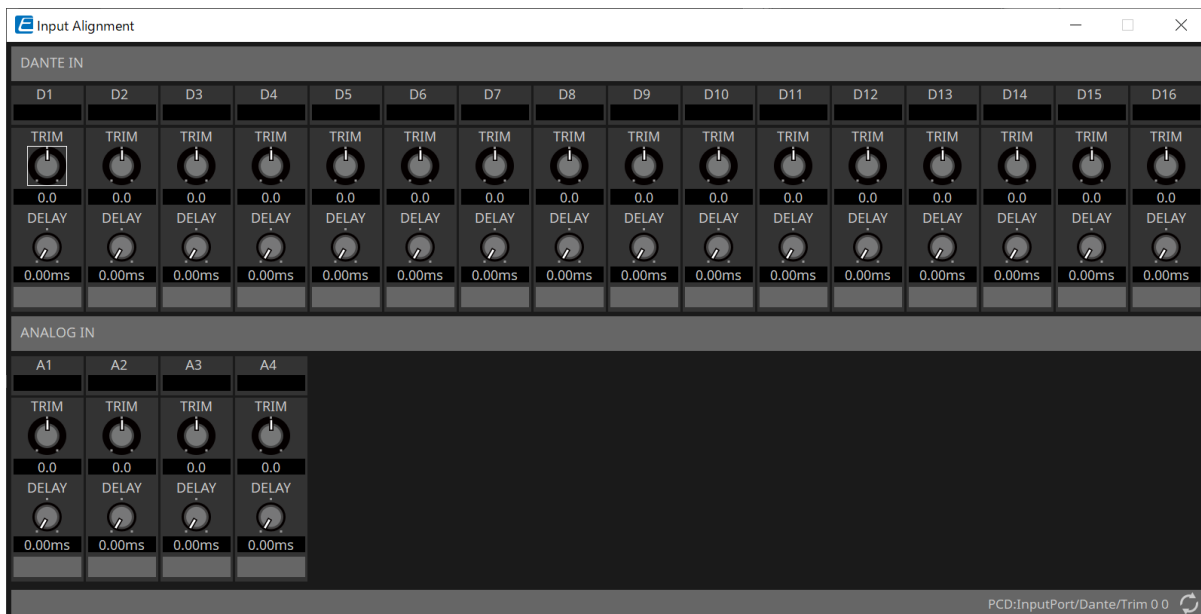 Input Alignment
DANTE IN
D1 D2 D3 D4 D5 D6 D7 D8 D9 D10 D11 D12 D13 D14 D15 D16
TRIM TRIM TRIM TRIM TRIM TRIM TRIM TRIM TRIM TRIM TRIM TRIM TRIM TRIM TRIM TRIM
0.0 0.0 0.0 0.0 0.0 0.0 0.0 0.0 0.0 0.0 0.0 0.0 0.0 0.0 0.0 0.0
DELAY DELAY DELAY DELAY DELAY DELAY DELAY DELAY DELAY DELAY DELAY DELAY DELAY DELAY DELAY DELAY
0.00ms 0.00ms 0.00ms 0.00ms 0.00ms 0.00ms 0.00ms 0.00ms 0.00ms 0.00ms 0.00ms 0.00ms 0.00ms 0.00ms 0.00ms 0.00ms
ANALOG IN
A1 A2 A3 A4
TRIM TRIM TRIM TRIM
0.0 0.0 0.0 0.0
DELAY DELAY DELAY DELAY
0.00ms 0.00ms 0.00ms 0.00ms
PCD:InputPort/Dante/Trim 0 0